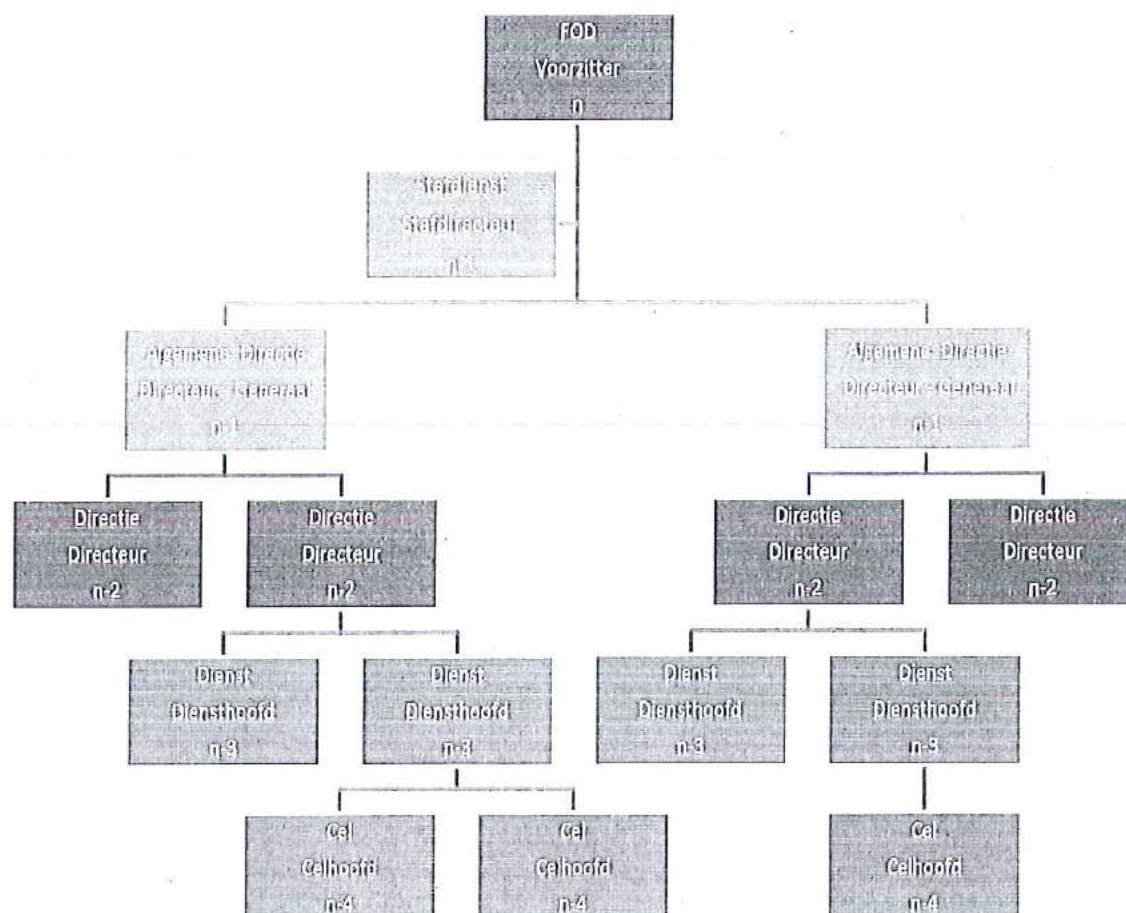 FOD
Voorzitter
n
Stafdienst
Stafdirecteur
n-1
Algemene Directie
Directeur - Generaal
n-1
Algemene Directie
Directeur - Generaal
n-1
Directie
Directeur
n-2
Directie
Directeur
n-2
Directie
Directeur
n-2
Directie
Directeur
n-2
Dienst
Diensthoofd
n-3
Dienst
Diensthoofd
n-3
Dienst
Diensthoofd
n-3
Dienst
Diensthoofd
n-3
Cel
Celhoofd
n-4
Cel
Celhoofd
n-4
Cel
Celhoofd
n-4